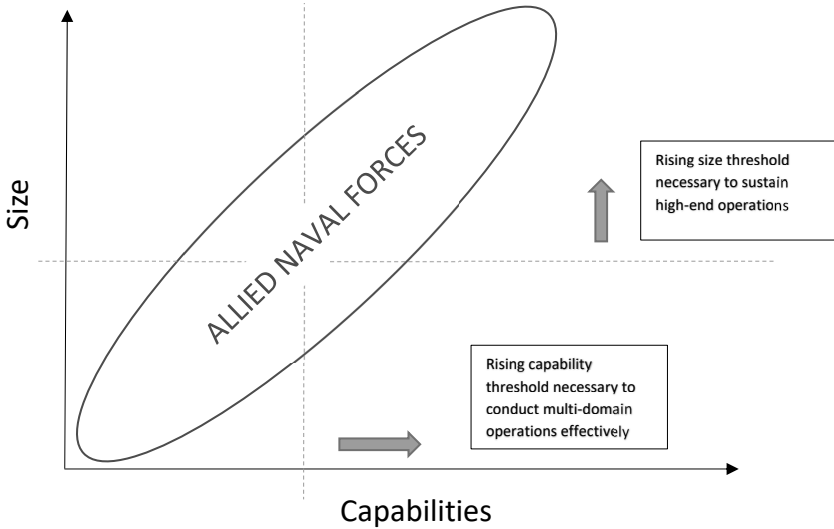 Size
ALLIED NAVAL FORCES
Rising size threshold
necessary to sustain
high-end operations
Rising capability
threshold necessary to
conduct multi-domain
operations effectively
Capabilities